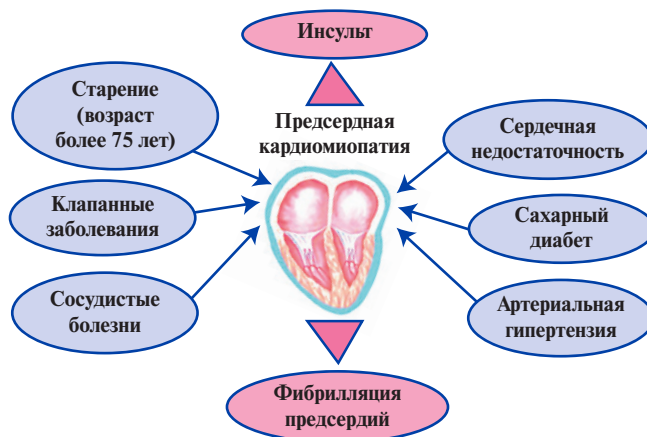 Инсульт
Старение
(возраст
более 75 лет)
Предсердная
кардиомиопатия
Сердечная
недостаточность
Клапанные
заболевания
Сахарный
диабет
Сосудистые
болезни
Артериальная
гипертензия
Фибрилляция
предсердий